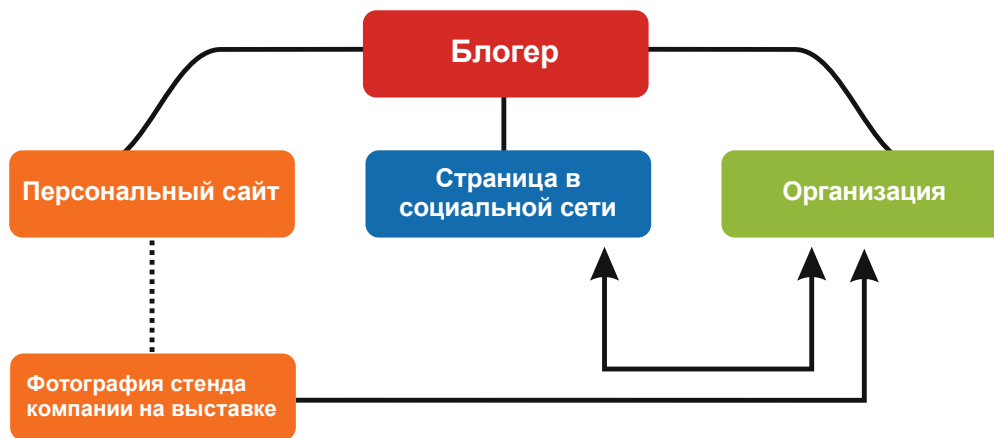 Блогер
Персональный сайт
Страница в
социальной сети
Организация
Фотография стенда
компании на выставке